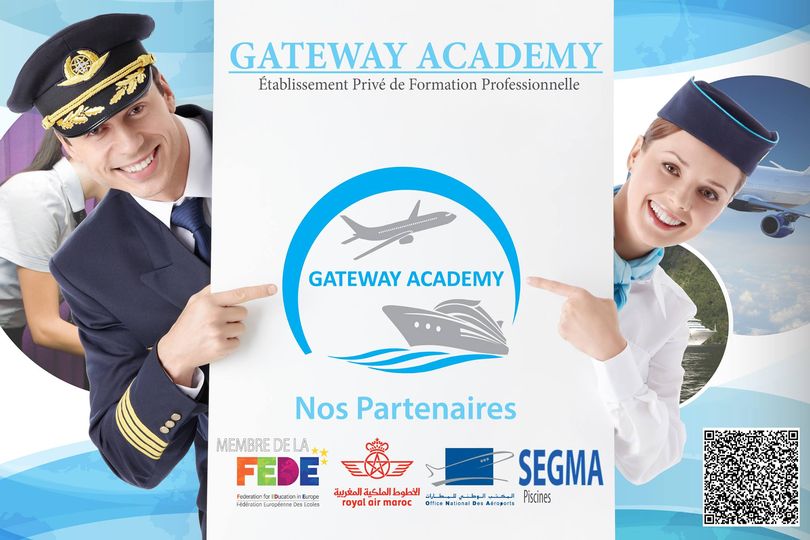 GATEWAY ACADEMY
Établissement Privé de Formation Professionnelle
GATEWAY ACADEMY
Nos Partenaires
MEMBRE DE LA
FEDE
Federation for EDucation in Europe
Fédération Européenne Des Ecoles
الخطوط الملكية المغربية
royal air maroc
المكتب الوطني للمطارات
Office National Des Aéroports
SEGMA
Piscines